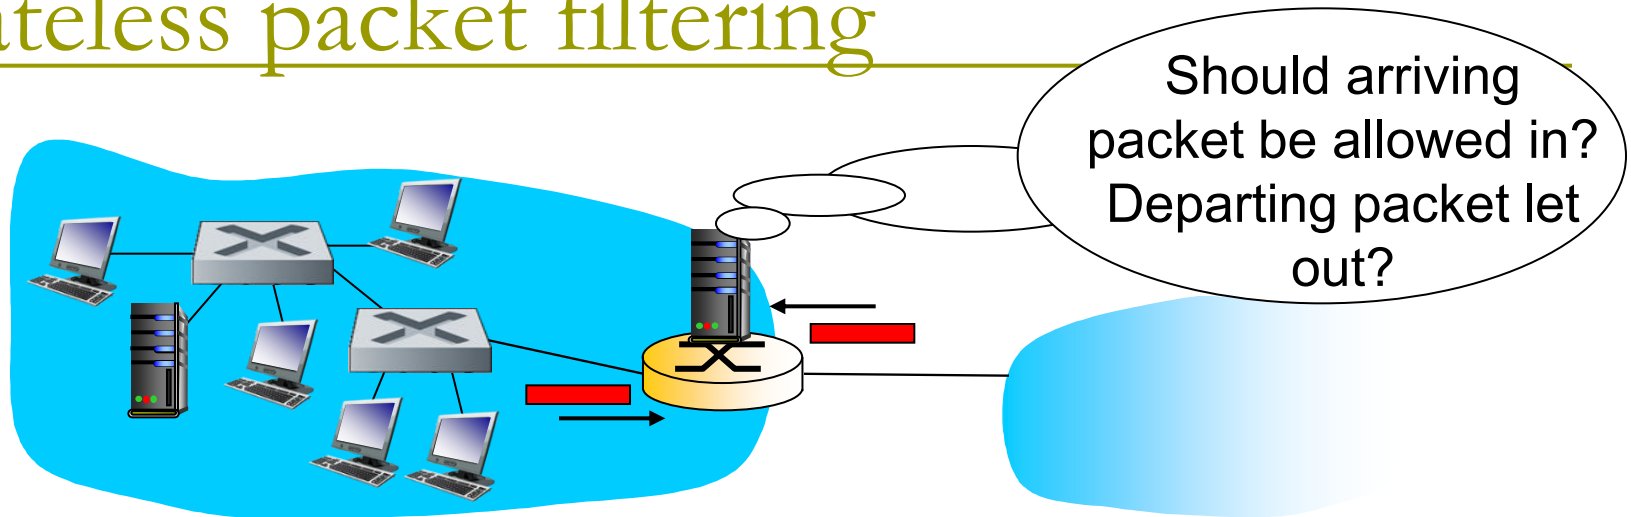 ateless packet filtering
Should arriving
packet be allowed in?
Departing packet let
out?